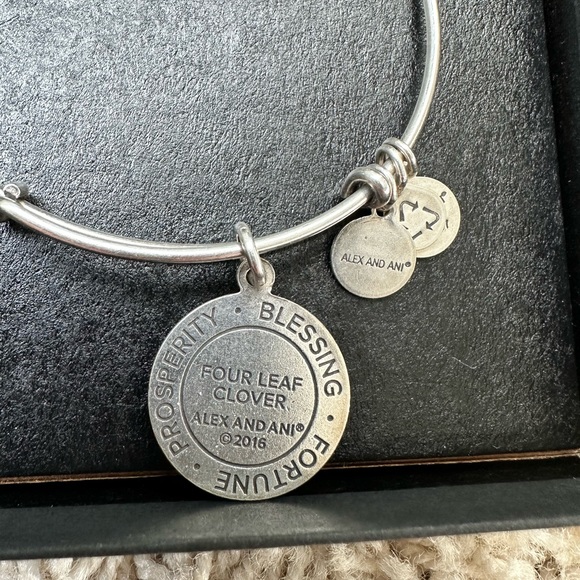 PROSPERITY · BLESSING · FORTUNE ·
FOUR LEAF
CLOVER
ALEX AND ANI®
©2016
ALEX AND ANI®